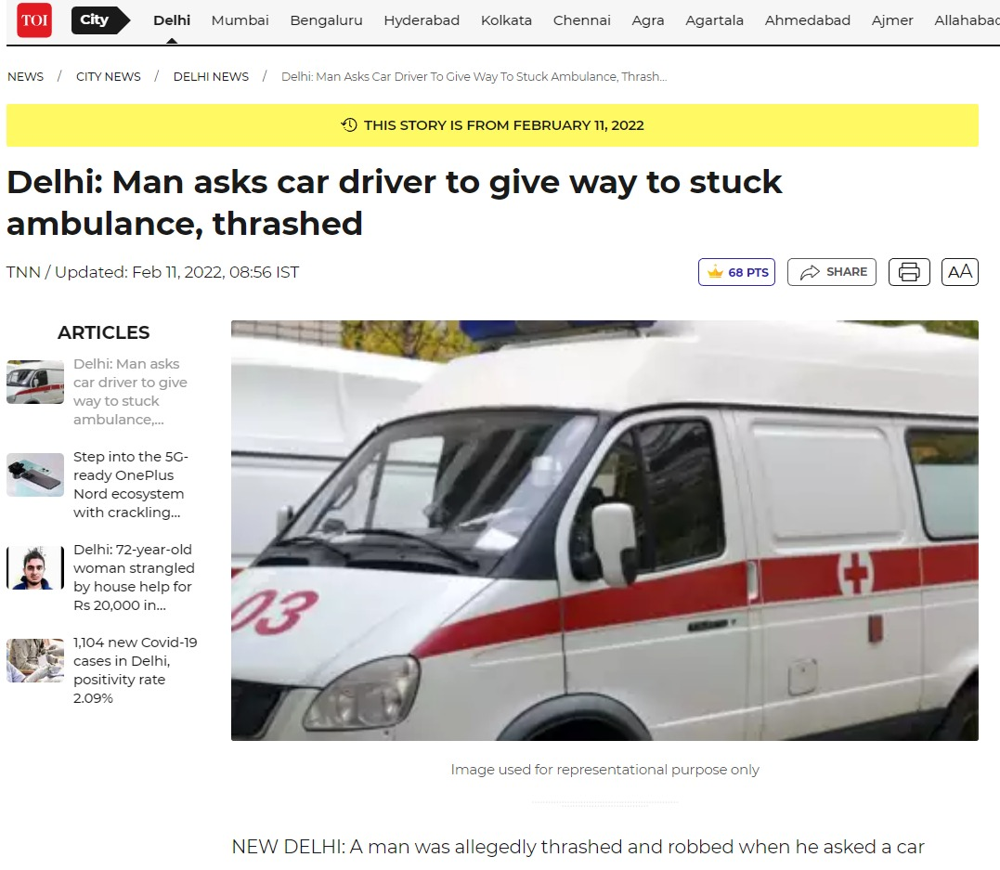 TOI City Delhi Mumbai Bengaluru Hyderabad Kolkata Chennai Agra Agartala Ahmedabad Ajmer Allahabad
NEWS / CITY NEWS / DELHI NEWS / Delhi: Man Asks Car Driver To Give Way To Stuck Ambulance, Thrash...
THIS STORY IS FROM FEBRUARY 11, 2022
Delhi: Man asks car driver to give way to stuck
ambulance, thrashed
TNN / Updated: Feb 11, 2022, 08:56 IST
68 PTS
SHARE
AA
ARTICLES
Delhi: Man asks
car driver to give
way to stuck
ambulance,...
Step into the 5G-
ready OnePlus
Nord ecosystem
with crackling...
Delhi: 72-year-old
woman strangled
by house help for
Rs 20,000 in...
1,104 new Covid-19
cases in Delhi,
positivity rate
2.09%
03
Image used for representational purpose only
NEW DELHI: A man was allegedly thrashed and robbed when he asked a car